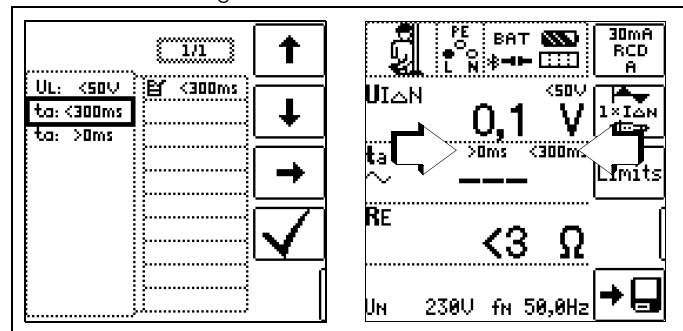 1/1
UL: <50V
ta: <300ms
ta: >0ms
<300ms
PE
L N
BAT
30mA
RCD
A
UI△N
<50V
0,1 V
1×I△N
ta
>0ms <300ms
---
Limits
RE
<3 Ω
UN 230V fN 50,0Hz